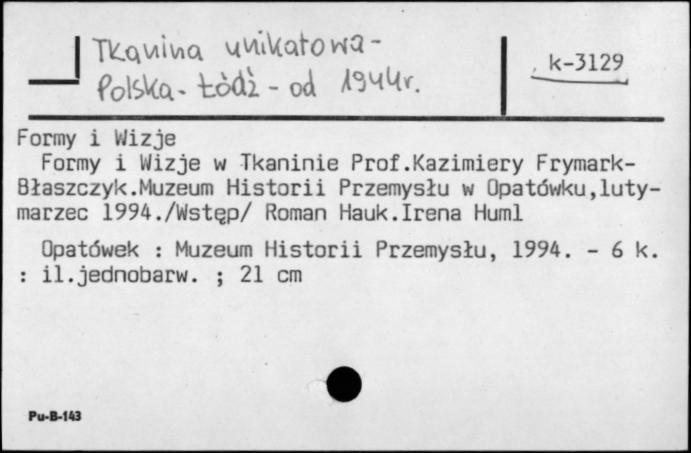 Tkanina unikatowa-
Polska - Łódź - od 1944r.
k-3129
Formy i Wizje
Formy i Wizje w Tkaninie Prof.Kazimiery Frymark-
Błaszczyk.Muzeum Historii Przemysłu w Opatówku,luty-
marzec 1994./Wstęp/ Roman Hauk.Irena Huml
Opatówek : Muzeum Historii Przemysłu, 1994. - 6 k.
: il.jednobarw. ; 21 cm
Pu-B-143